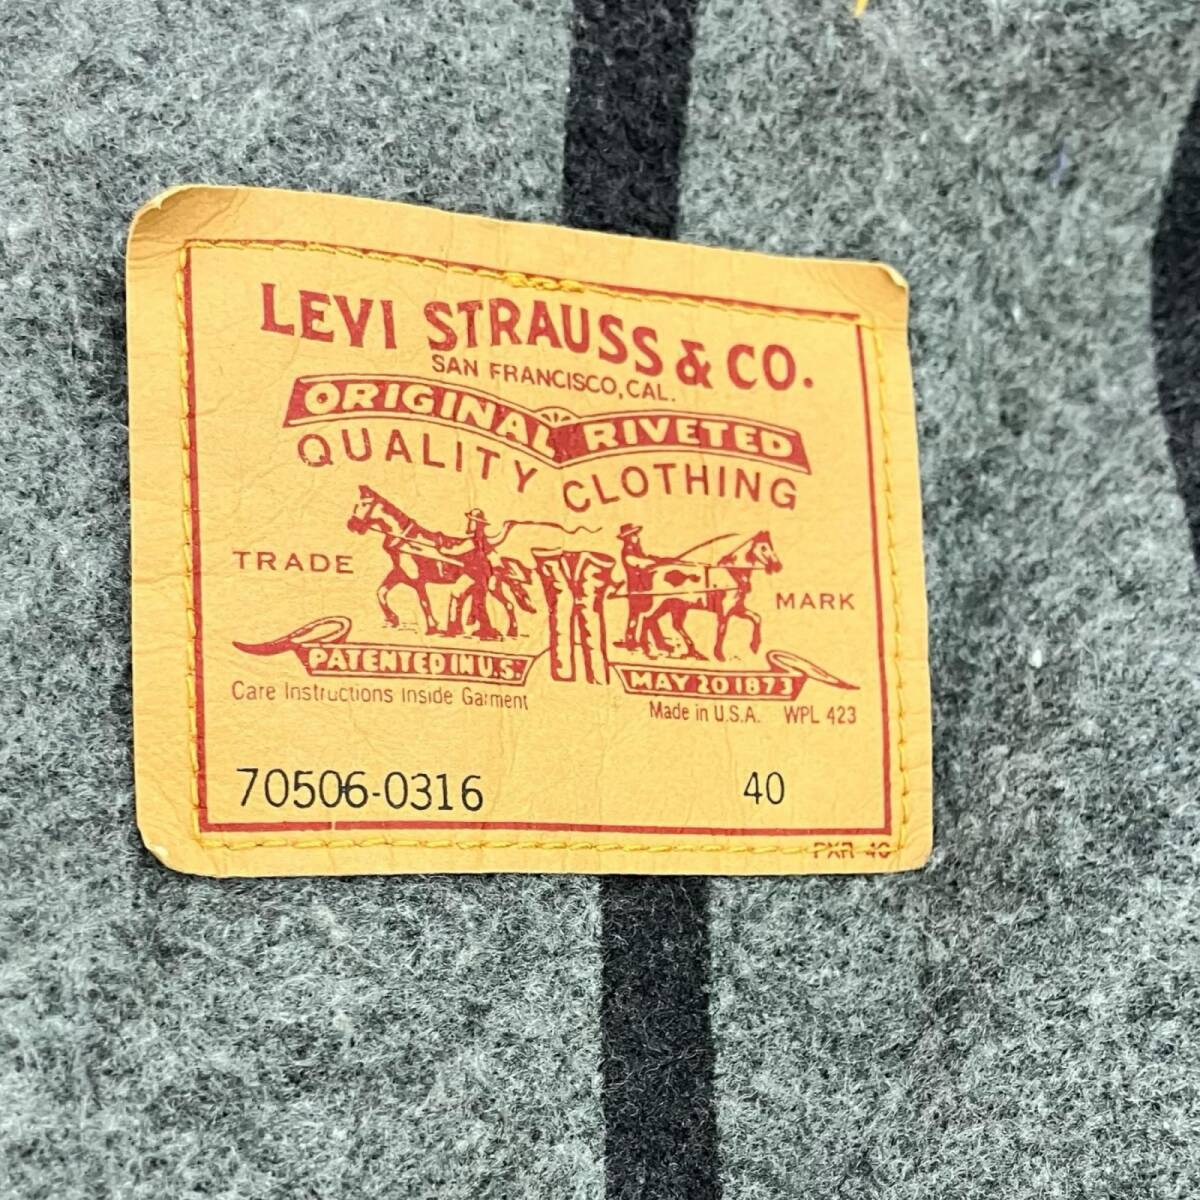 LEVI STRAUSS & CO.
SAN FRANCISCO, CAL.
ORIGINAL RIVETED
QUALITY CLOTHING
TRADE MARK
PATENTED IN U.S. MAY 20 1873
Care Instructions Inside Garment Made in U.S.A. WPL 423
70506-0316 40